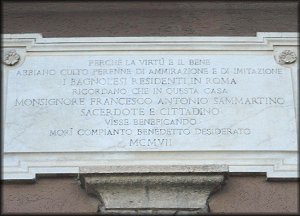 PERCHÈ LA VIRTÙ E IL BENE
ABBIANO CULTO PERENNE DI AMMIRAZIONE E DI IMITAZIONE
I BAGNOLESI RESIDENTI IN ROMA
RICORDANO CHE IN QUESTA CASA
MONSIGNORE FRANCESCO ANTONIO SAMMARTINO
SACERDOTE E CITTADINO
VISSE BENEFICANDO
MORÌ COMPIANTO BENEDETTO DESIDERATO
MCMVII